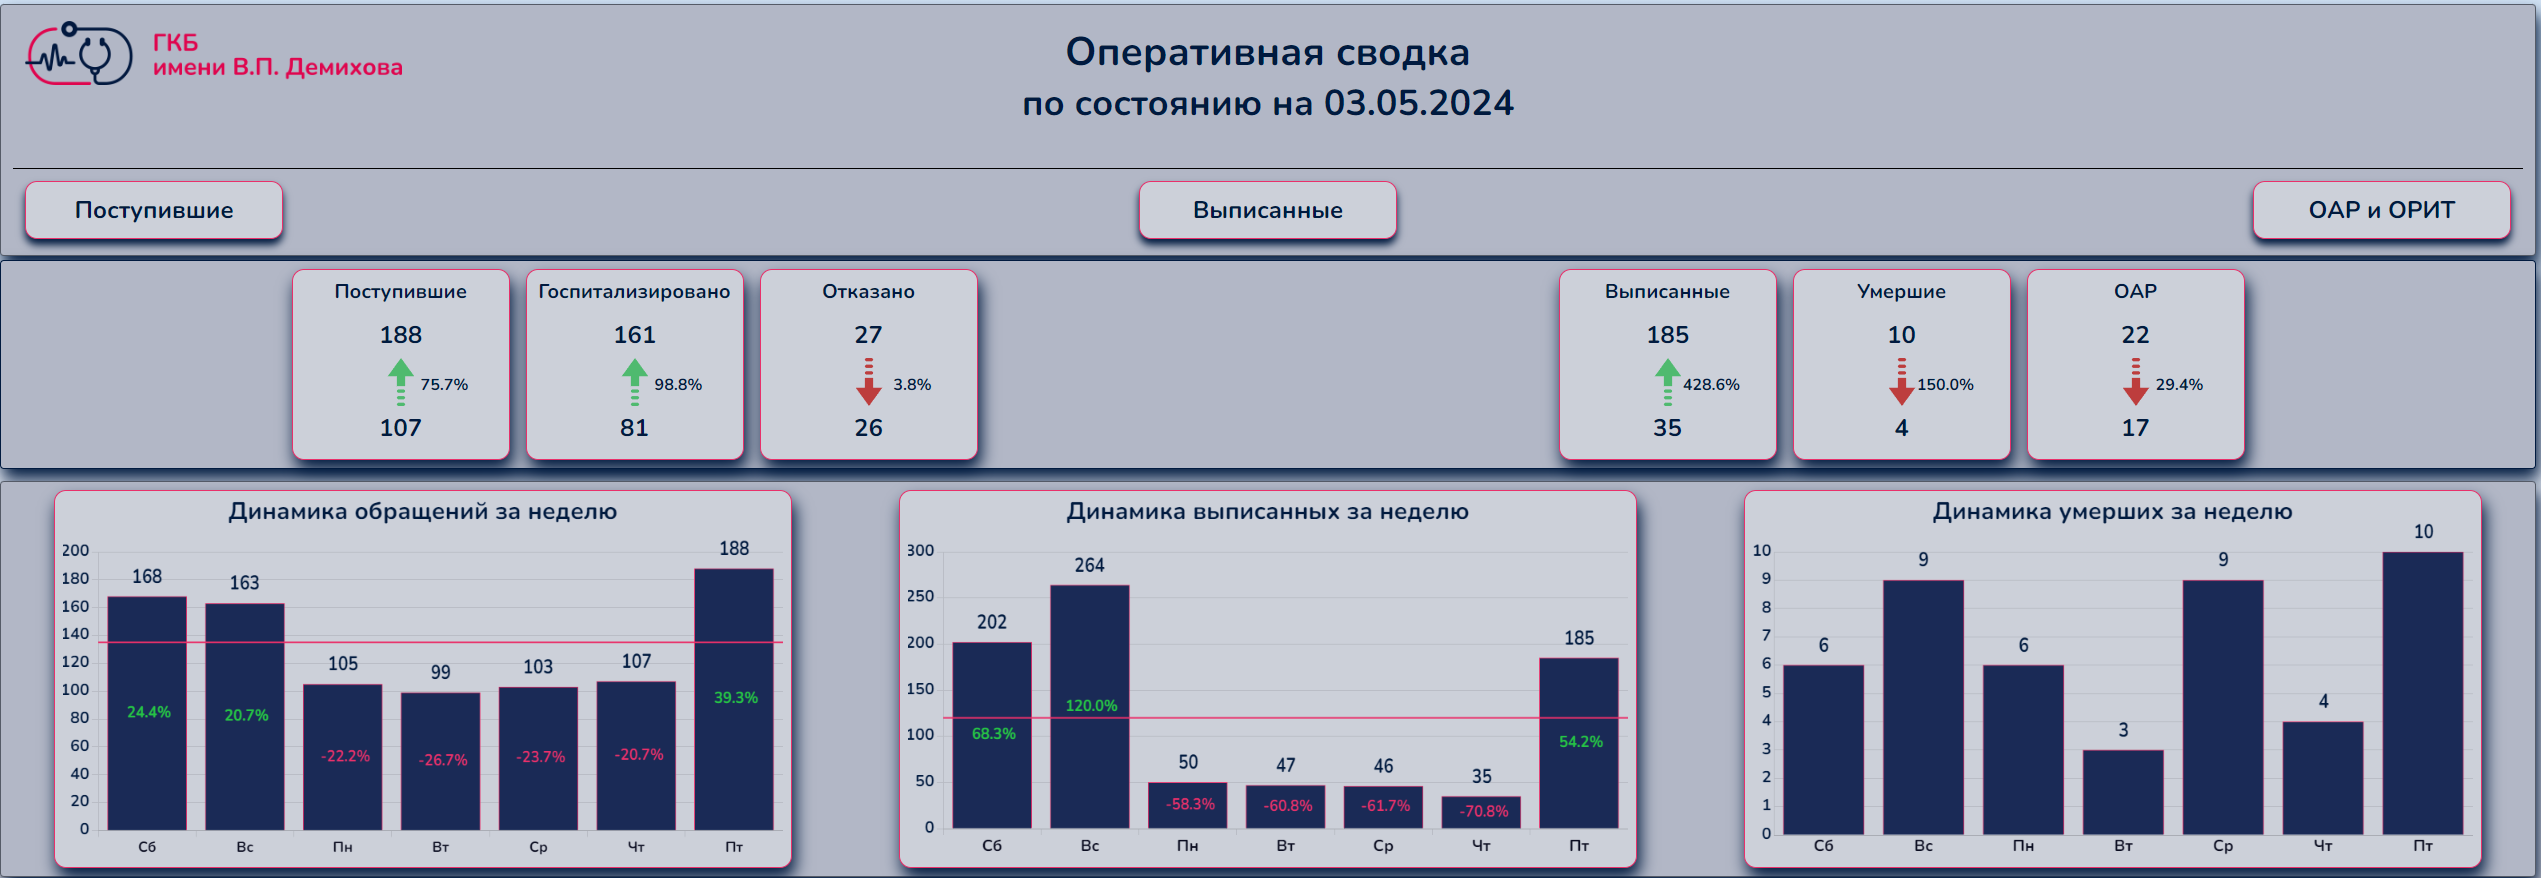 ГКБ
имени В.П. Демихова
Оперативная сводка
по состоянию на 03.05.2024
Поступившие
Выписанные
ОАР и ОРИТ
Поступившие
188
75.7%
107
Госпитализировано
161
98.8%
81
Отказано
27
3.8%
26
Выписанные
185
428.6%
35
Умершие
10
150.0%
4
ОАР
22
29.4%
17
Динамика обращений за неделю
200
180
160
140
120
100
80
60
40
20
0
168
163
105
99
103
107
188
24.4%
20.7%
-22.2%
-26.7%
-23.7%
-20.7%
39.3%
Сб
Вс
Пн
Вт
Ср
Чт
Пт
Динамика выписанных за неделю
300
250
200
150
100
50
0
202
264
50
47
46
35
185
68.3%
120.0%
-58.3%
-60.8%
-61.7%
-70.8%
54.2%
Сб
Вс
Пн
Вт
Ср
Чт
Пт
Динамика умерших за неделю
10
9
8
7
6
5
4
3
2
1
0
6
9
6
3
9
4
10
Сб
Вс
Пн
Вт
Ср
Чт
Пт